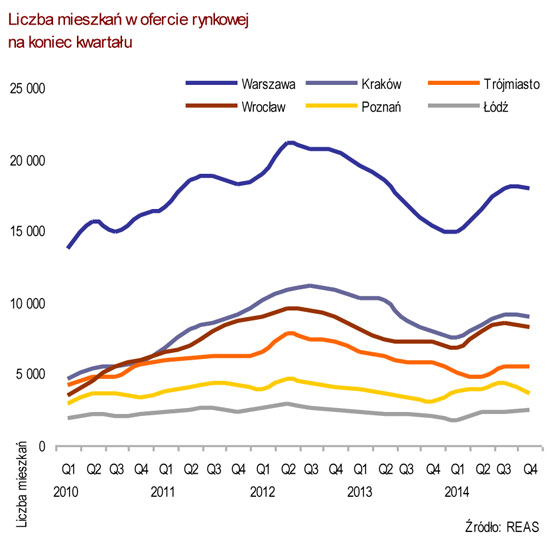 Liczba mieszkań w ofercie rynkowej
na koniec kwartału
25 000
20 000
15 000
10 000
5 000
0
Warszawa Kraków Trójmiasto
Wrocław Poznań Łódź
Liczba mieszkań
Q1 Q2 Q3 Q4 Q1 Q2 Q3 Q4 Q1 Q2 Q3 Q4 Q1 Q2 Q3 Q4 Q1 Q2 Q3 Q4
2010 2011 2012 2013 2014
Źródło: REAS